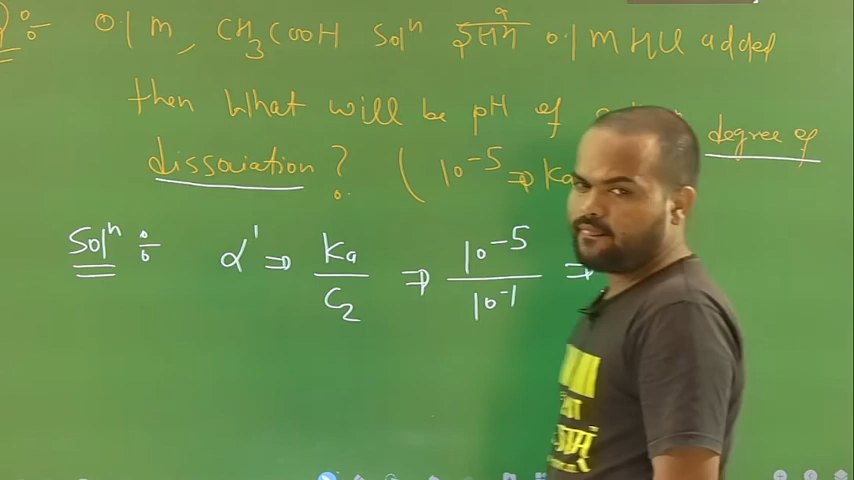 0.1 M, CH3COOH Solⁿ में 0.1 M HCl added
then What will be pH of degree of
dissociation ? ( 10⁻⁵ ⇒ Ka
Solⁿ ÷ α' ⇒ Ka/C2 ⇒ 10⁻⁵/10⁻¹ ⇒